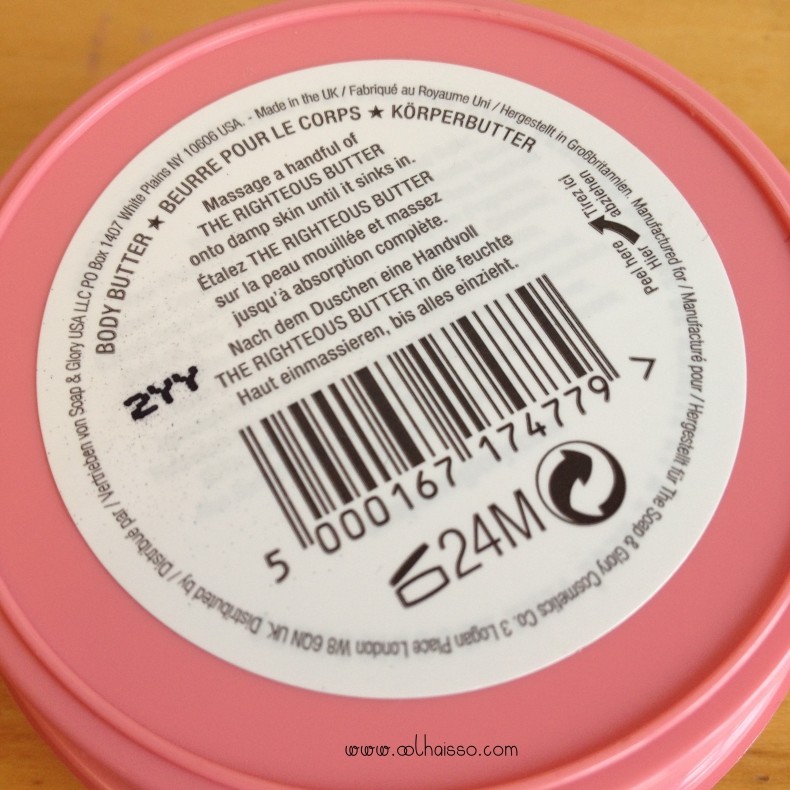 BODY BUTTER ★ BEURRE POUR LE CORPS ★ KÖRPERBUTTER
Massage a handful of
THE RIGHTEOUS BUTTER
onto damp skin until it sinks in.
Étalez THE RIGHTEOUS BUTTER
sur la peau mouillée et massez
jusqu'à absorption complète.
Nach dem Duschen eine Handvoll
THE RIGHTEOUS BUTTER in die feuchte
Haut einmassieren, bis alles einzieht.
Peel here
Tirez ici
Hier
abziehen
2YY
5 000167 174779 >
24M
Made in the UK / Fabriqué au Royaume Uni / Hergestellt in Großbritannien. Manufactured for / Manufacturé pour / Hergestellt für The Soap & Glory Cosmetics Co. 3 Logan Place London W8 6QN UK. Distributed by / Distribué par / Vertrieben von Soap & Glory USA LLC PO Box 1407 White Plains NY 10606 USA. -
www.oolhaisso.com